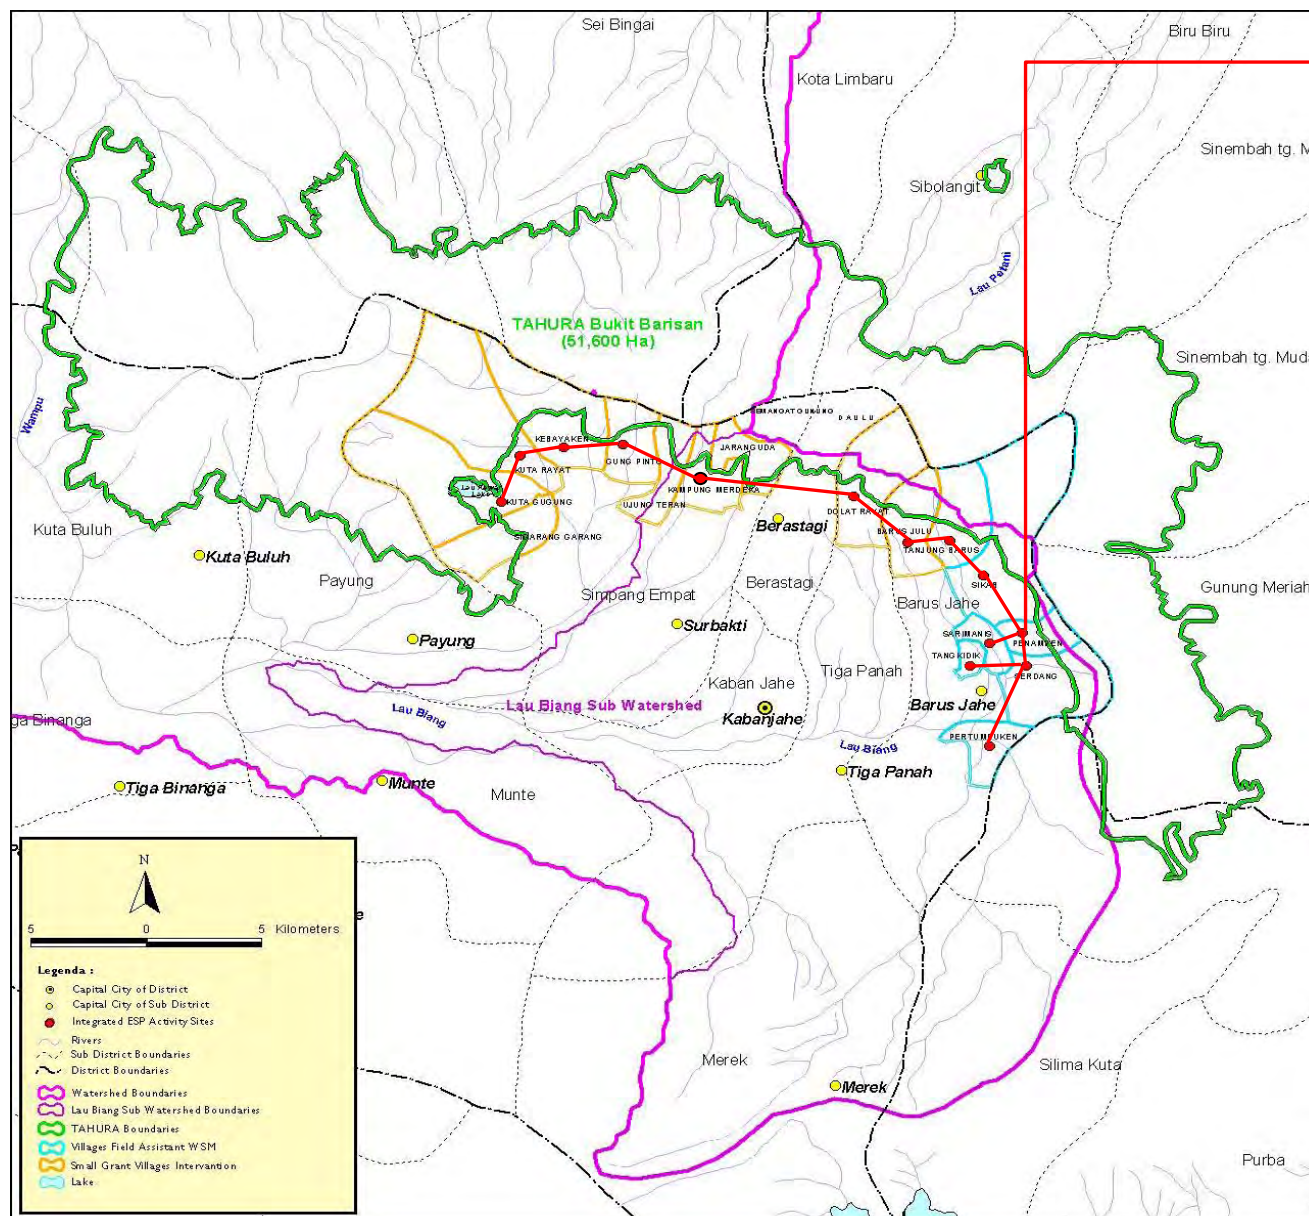 Sei Bingai
Biru Biru
Kota Limbaru
Sinembah tg. M
Sibolangit
Lau Petani
TAHURA Bukit Barisan
(51,600 Ha)
Sinembah tg. Muda
Wampu
DAULU
KEBAYAKEN
JARANGUDA
GUNG PINTO
KUTA RAYAT
KAMPUNG MERDEKA
KUTA GUGUNG
UJUNG TERAN
DOLAT RAYAT
Kuta Buluh
Berastagi
BARUS JULU
SIGARANG GARANG
TANJUNG BARUS
Kuta Buluh
Payung
Berastagi
SIKAB
Gunung Meriah
Simpang Empat
Barus Jahe
Surbakti
Payung
SARIMANIS
PENAMPEN
TANGKIDIK
Tiga Panah
SERDANG
Kaban Jahe
Lau Biang Sub Watershed
Barus Jahe
Lau Biang
ga Binanga
Kabanjahe
PERTUMBUKEN
Lau Biang
Tiga Panah
Tiga Binanga
Munte
Munte
N
5 0 5 Kilometers
Legenda :
Capital City of District
Capital City of Sub District
Integrated ESP Activity Sites
Rivers
Sub District Boundaries
District Boundaries
Watershed Boundaries
Lau Biang Sub Watershed Boundaries
TAHURA Boundaries
Villages Field Assistant WSM
Small Grant Villages Intervantion
Lake
Merek
Merek
Silima Kuta
Purba